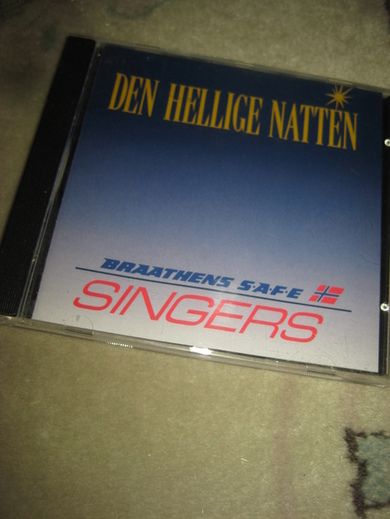 DEN HELLIGE NATTEN
BRAATHENS S·A·F·E
SINGERS